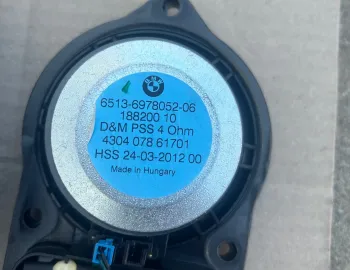 6513-6978052-06
188200 10
D&M PSS 4 Ohm
4304 078 61701
HSS 24-03-2012 00
Made in Hungary